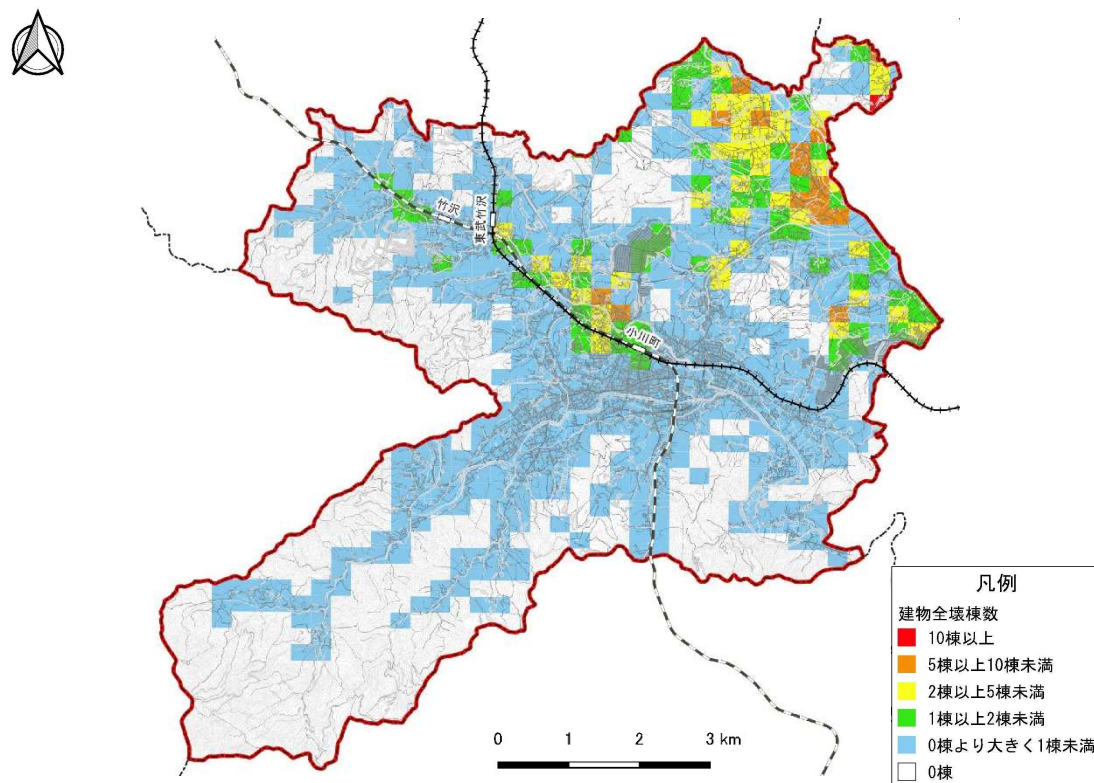 竹沢
東武竹沢
小川町
0 1 2 3 km
凡例
建物全壊棟数
10棟以上
5棟以上10棟未満
2棟以上5棟未満
1棟以上2棟未満
0棟より大きく1棟未満
0棟